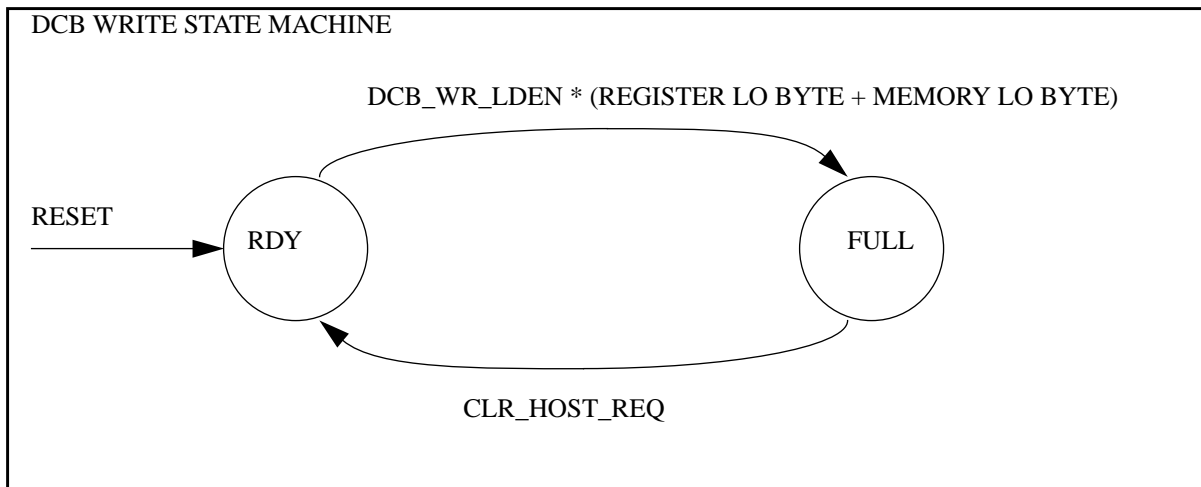 DCB WRITE STATE MACHINE
DCB_WR_LDEN * (REGISTER LO BYTE + MEMORY LO BYTE)
RESET
RDY
FULL
CLR_HOST_REQ